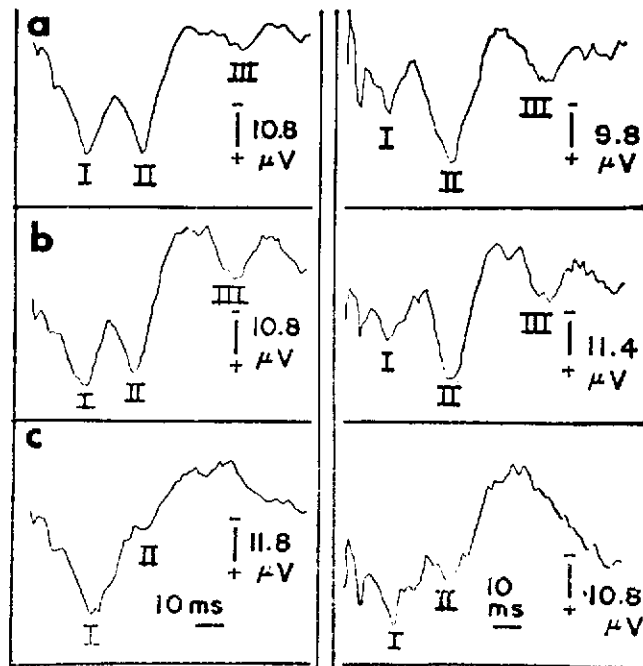 a
III
I II
−
10.8
+ μV
III
I
II
−
9.8
+ μV
b
III
I II
−
10.8
+ μV
III
I
II
−
11.4
+ μV
c
II
I
−
11.8
+ μV
10 ms
II
I
10
ms
−
10.8
+ μV